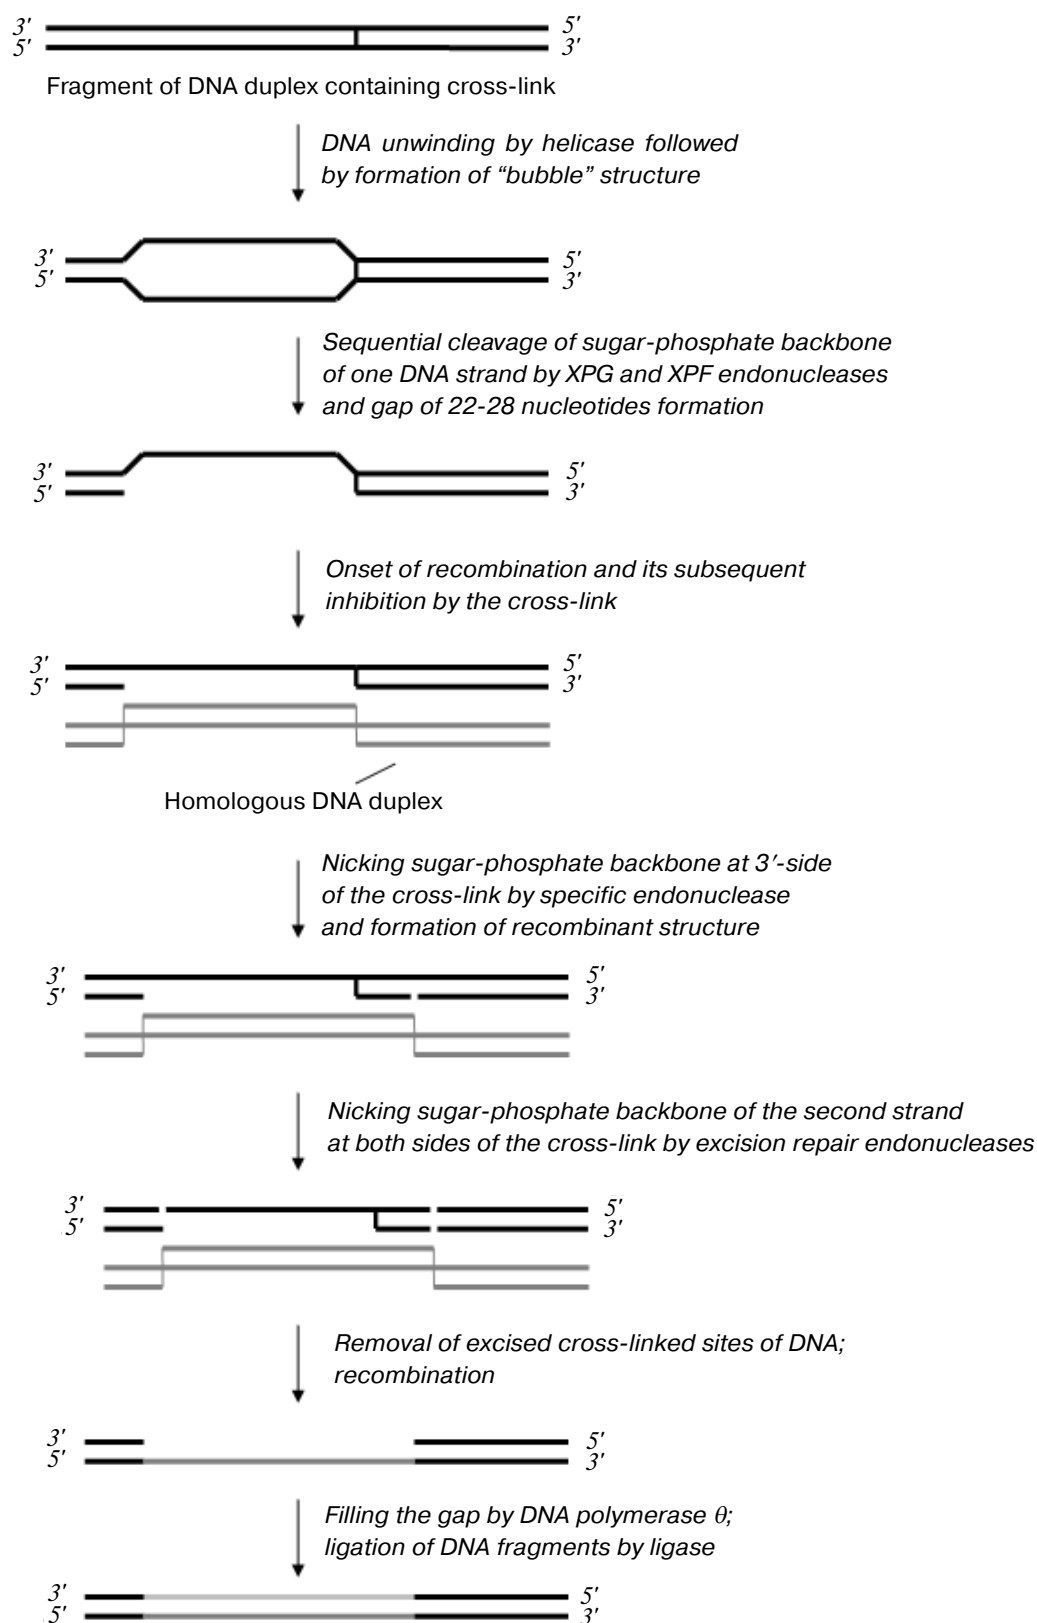 3' 5'
5' 3'
Fragment of DNA duplex containing cross-link
DNA unwinding by helicase followed
by formation of “bubble” structure
3' 5'
5' 3'
Sequential cleavage of sugar-phosphate backbone
of one DNA strand by XPG and XPF endonucleases
and gap of 22-28 nucleotides formation
3' 5'
5' 3'
Onset of recombination and its subsequent
inhibition by the cross-link
3' 5'
5' 3'
Homologous DNA duplex
Nicking sugar-phosphate backbone at 3′-side
of the cross-link by specific endonuclease
and formation of recombinant structure
3' 5'
5' 3'
Nicking sugar-phosphate backbone of the second strand
at both sides of the cross-link by excision repair endonucleases
3' 5'
5' 3'
Removal of excised cross-linked sites of DNA;
recombination
3' 5'
5' 3'
Filling the gap by DNA polymerase θ;
ligation of DNA fragments by ligase
3' 5'
5' 3'